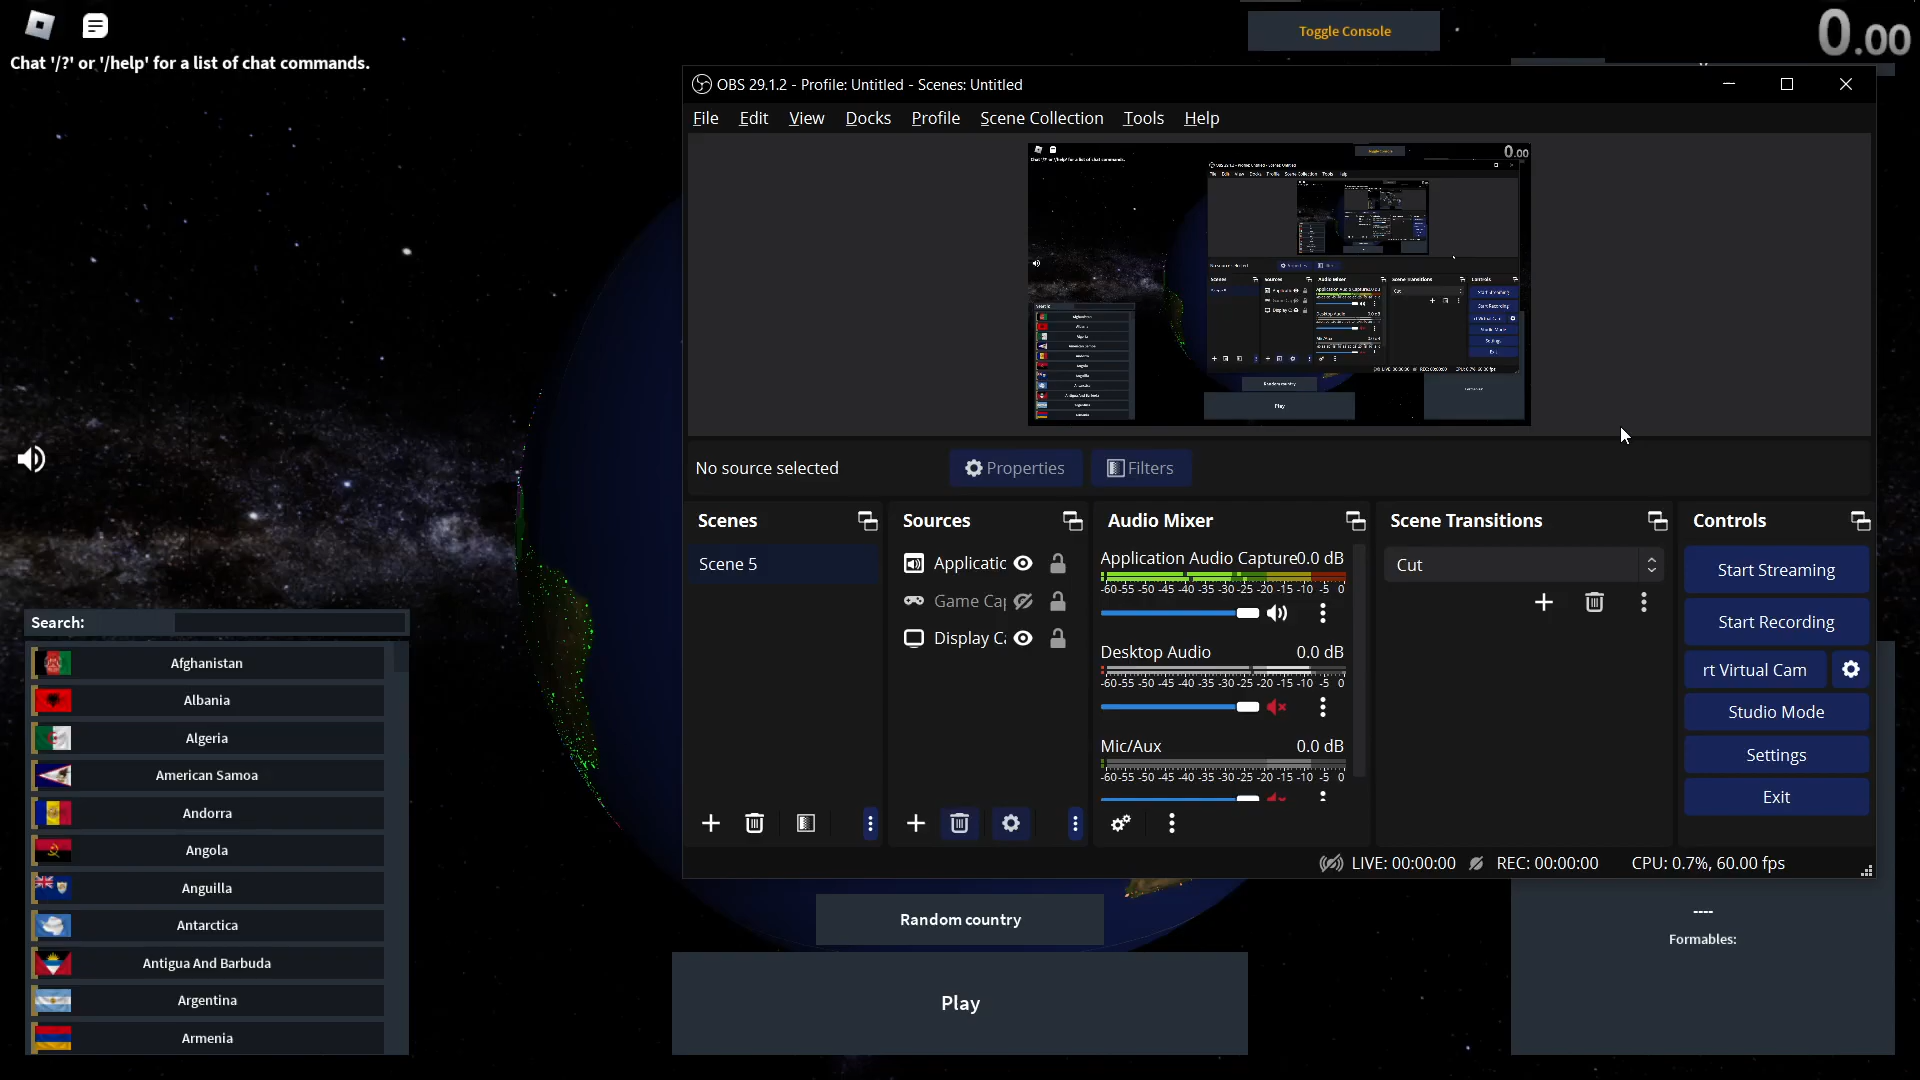 Chat '/?' or '/help' for a list of chat commands.
Toggle Console
0.00
OBS 29.1.2 - Profile: Untitled - Scenes: Untitled
File Edit View Docks Profile Scene Collection Tools Help
No source selected
Properties
Filters
Scenes
Scene 5
Sources
Applicatic
Game Ca
Display Ca
Audio Mixer
Application Audio Capture 0.0 dB
-60 -55 -50 -45 -40 -35 -30 -25 -20 -15 -10 -5 0
Desktop Audio 0.0 dB
-60 -55 -50 -45 -40 -35 -30 -25 -20 -15 -10 -5 0
Mic/Aux 0.0 dB
-60 -55 -50 -45 -40 -35 -30 -25 -20 -15 -10 -5 0
Scene Transitions
Cut
Controls
Start Streaming
Start Recording
rt Virtual Cam
Studio Mode
Settings
Exit
LIVE: 00:00:00 REC: 00:00:00 CPU: 0.7%, 60.00 fps
Search:
Afghanistan
Albania
Algeria
American Samoa
Andorra
Angola
Anguilla
Antarctica
Antigua And Barbuda
Argentina
Armenia
Random country
Play
----
Formables: